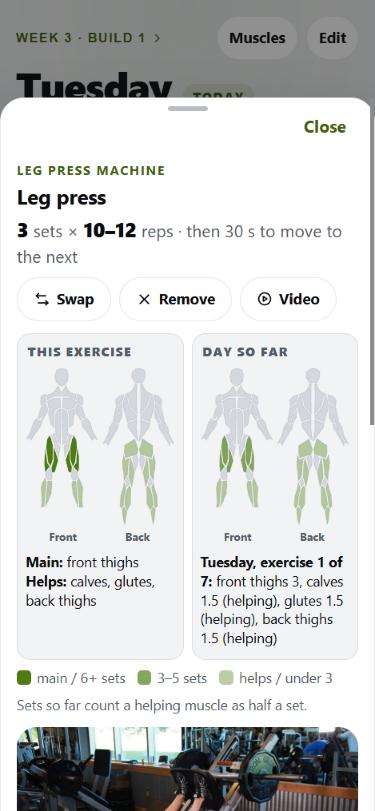 WEEK 3 · BUILD 1 >
Muscles
Edit
Tuesday
TODAY
Close
LEG PRESS MACHINE
Leg press
3 sets × 10–12 reps · then 30 s to move to
the next
Swap
Remove
Video
THIS EXERCISE
Front
Back
Main: front thighs
Helps: calves, glutes,
back thighs
DAY SO FAR
Front
Back
Tuesday, exercise 1 of
7: front thighs 3, calves
1.5 (helping), glutes 1.5
(helping), back thighs
1.5 (helping)
main / 6+ sets
3–5 sets
helps / under 3
Sets so far count a helping muscle as half a set.